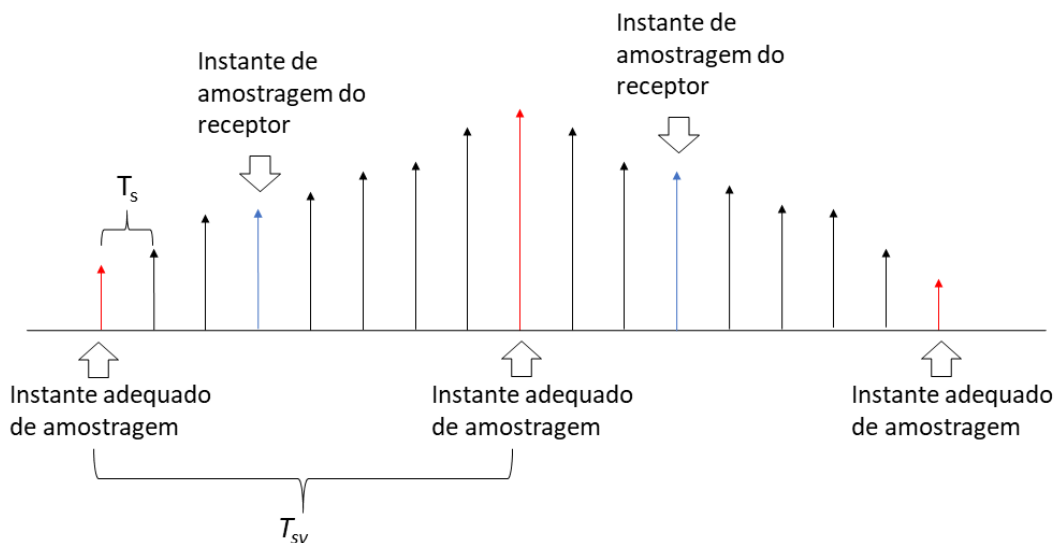 Instante de
amostragem do
receptor
Instante de
amostragem do
receptor
Ts
Instante adequado
de amostragem
Instante adequado
de amostragem
Instante adequado
de amostragem
Tsy